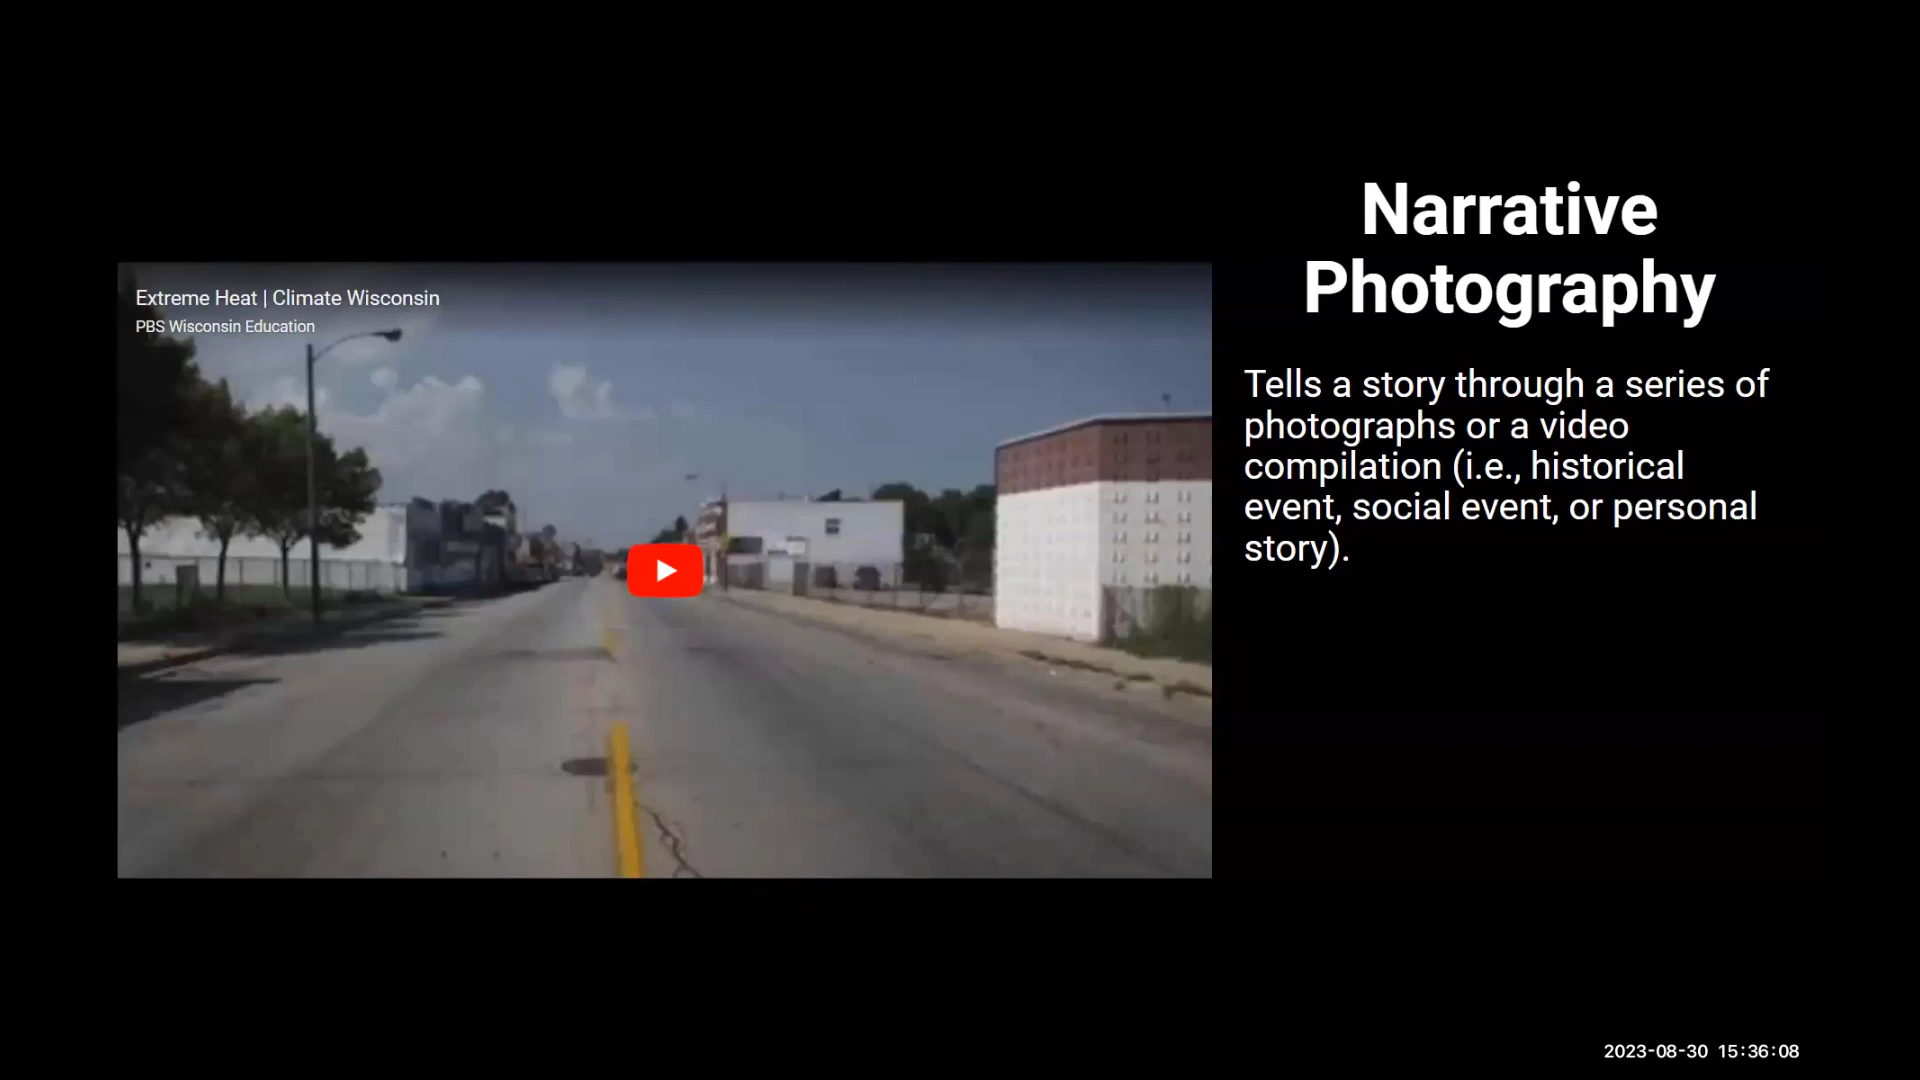 Extreme Heat | Climate Wisconsin
PBS Wisconsin Education
Narrative
Photography
Tells a story through a series of
photographs or a video
compilation (i.e., historical
event, social event, or personal
story).
2023-08-30 15:36:08